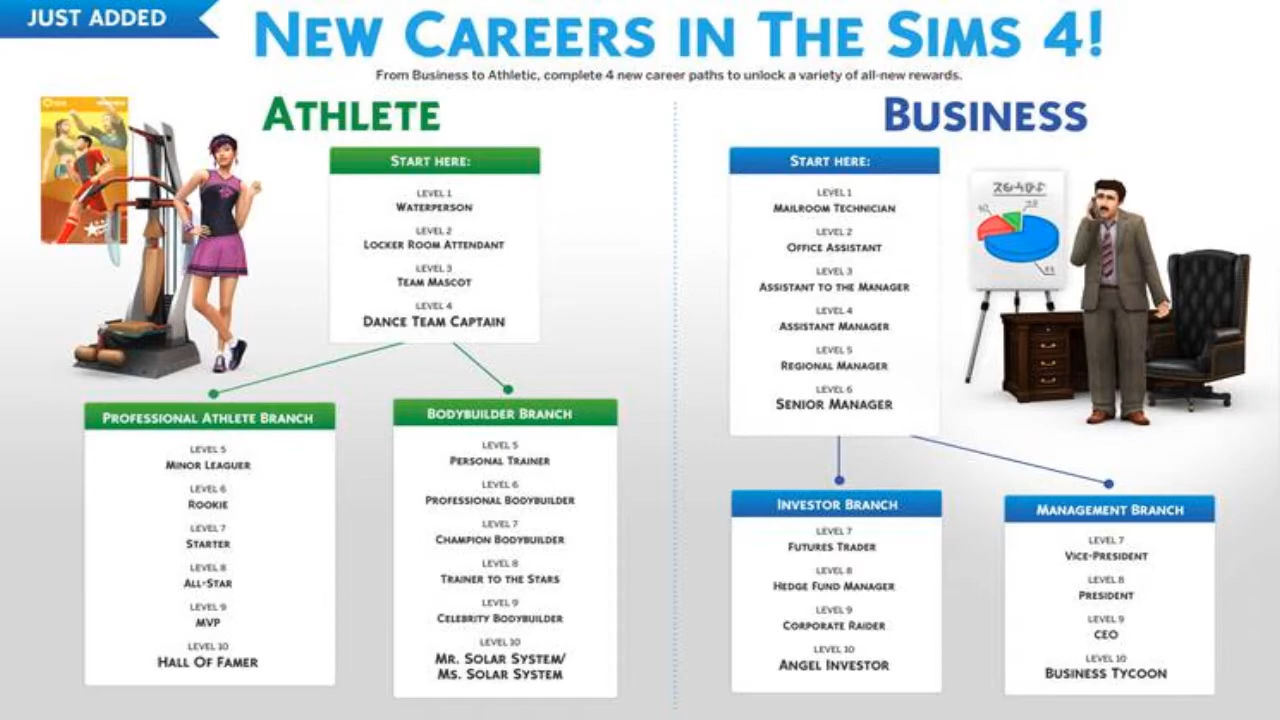 JUST ADDED
NEW CAREERS IN THE SIMS 4!
From Business to Athletic, complete 4 new career paths to unlock a variety of all-new rewards.
ATHLETE
START HERE:
LEVEL 1
WATERPERSON
LEVEL 2
LOCKER ROOM ATTENDANT
LEVEL 3
TEAM MASCOT
LEVEL 4
DANCE TEAM CAPTAIN
PROFESSIONAL ATHLETE BRANCH
LEVEL 5
MINOR LEAGUER
LEVEL 6
ROOKIE
LEVEL 7
STARTER
LEVEL 8
ALL-STAR
LEVEL 9
MVP
LEVEL 10
HALL OF FAMER
BODYBUILDER BRANCH
LEVEL 5
PERSONAL TRAINER
LEVEL 6
PROFESSIONAL BODYBUILDER
LEVEL 7
CHAMPION BODYBUILDER
LEVEL 8
TRAINER TO THE STARS
LEVEL 9
CELEBRITY BODYBUILDER
LEVEL 10
MR. SOLAR SYSTEM/
MS. SOLAR SYSTEM
BUSINESS
START HERE:
LEVEL 1
MAILROOM TECHNICIAN
LEVEL 2
OFFICE ASSISTANT
LEVEL 3
ASSISTANT TO THE MANAGER
LEVEL 4
ASSISTANT MANAGER
LEVEL 5
REGIONAL MANAGER
LEVEL 6
SENIOR MANAGER
INVESTOR BRANCH
LEVEL 7
FUTURES TRADER
LEVEL 8
HEDGE FUND MANAGER
LEVEL 9
CORPORATE RAIDER
LEVEL 10
ANGEL INVESTOR
MANAGEMENT BRANCH
LEVEL 7
VICE-PRESIDENT
LEVEL 8
PRESIDENT
LEVEL 9
CEO
LEVEL 10
BUSINESS TYCOON